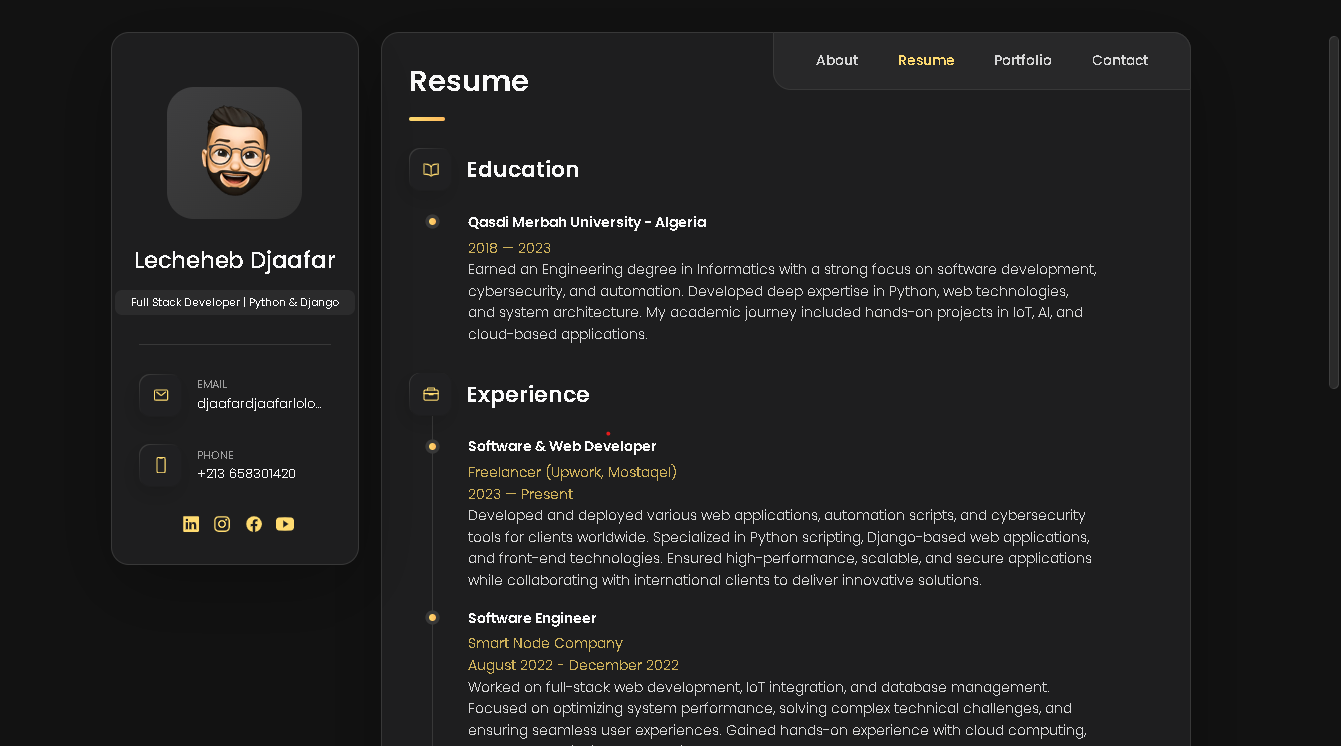 Lecheheb Djaafar
Full Stack Developer | Python & Django
EMAIL
djaafardjaafarlolo...
PHONE
+213 658301420
About Resume Portfolio Contact
Resume
Education
Qasdi Merbah University - Algeria
2018 — 2023
Earned an Engineering degree in Informatics with a strong focus on software development,
cybersecurity, and automation. Developed deep expertise in Python, web technologies,
and system architecture. My academic journey included hands-on projects in IoT, AI, and
cloud-based applications.
Experience
Software & Web Developer
Freelancer (Upwork, Mostaqel)
2023 — Present
Developed and deployed various web applications, automation scripts, and cybersecurity
tools for clients worldwide. Specialized in Python scripting, Django-based web applications,
and front-end technologies. Ensured high-performance, scalable, and secure applications
while collaborating with international clients to deliver innovative solutions.
Software Engineer
Smart Node Company
August 2022 - December 2022
Worked on full-stack web development, IoT integration, and database management.
Focused on optimizing system performance, solving complex technical challenges, and
ensuring seamless user experiences. Gained hands-on experience with cloud computing,